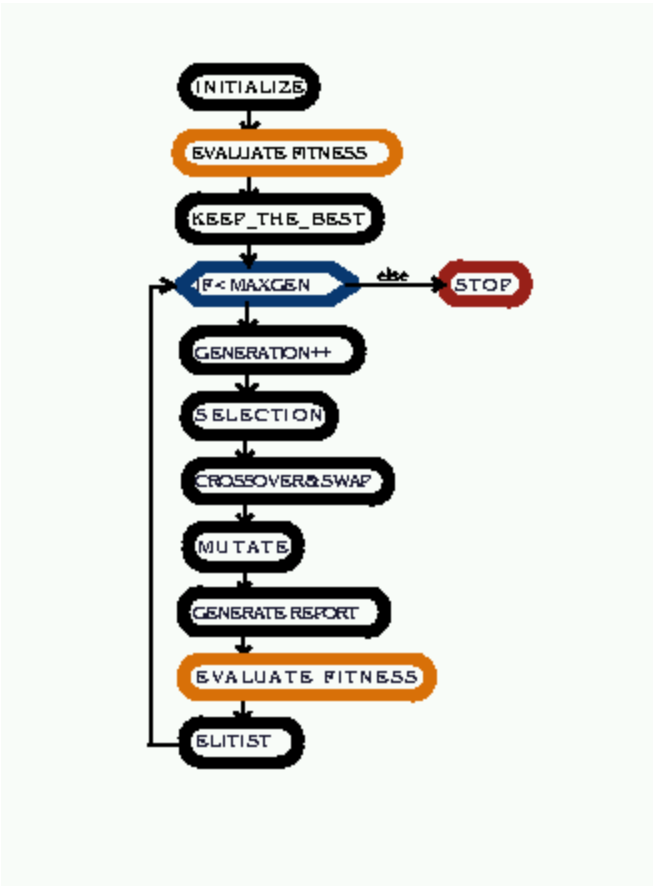 INITIALIZE
EVALUATE FITNESS
KEEP_THE_BEST
IF < MAXGEN
else
STOP
GENERATION++
SELECTION
CROSSOVER&SWAP
MUTATE
GENERATE REPORT
EVALUATE FITNESS
ELITIST